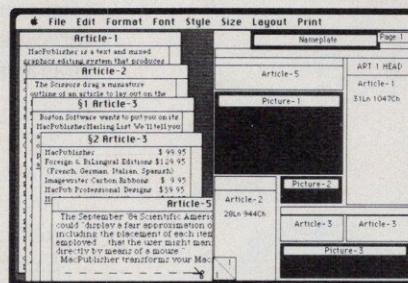 File Edit Format Font Style Size Layout Print
Article-1
MacPublisher is a text and mixed
graphics editing system that produces
Article-2
The Scissors drag a miniature
outline of an article to lay out on the
§1 Article-3
Boston Software wants to put you on its
MacPublisher Mailing List We'll tell you
§2 Article-3
MacPublisher $ 99.95
Foreign & BiLingual Editions $129.95
(French, German, Italian, Spanish)
Imagewriter Carbon Ribbons $ 9.95
MacPub Professional Designs $39.95
Article-5
The September '84 Scientific Americ
could "display a fair approximation o
including the placement of each item
employed ... that the user might man
directly by means of a mouse"
MacPublisher transforms your Mac
Nameplate
Page 1
Article-5
Picture-1
ART 1 HEAD
Article-1
31Ln 1047Ch
Picture-2
Article-2
20Ln 944Ch
Article-3
Article-3
Picture-3
1
1